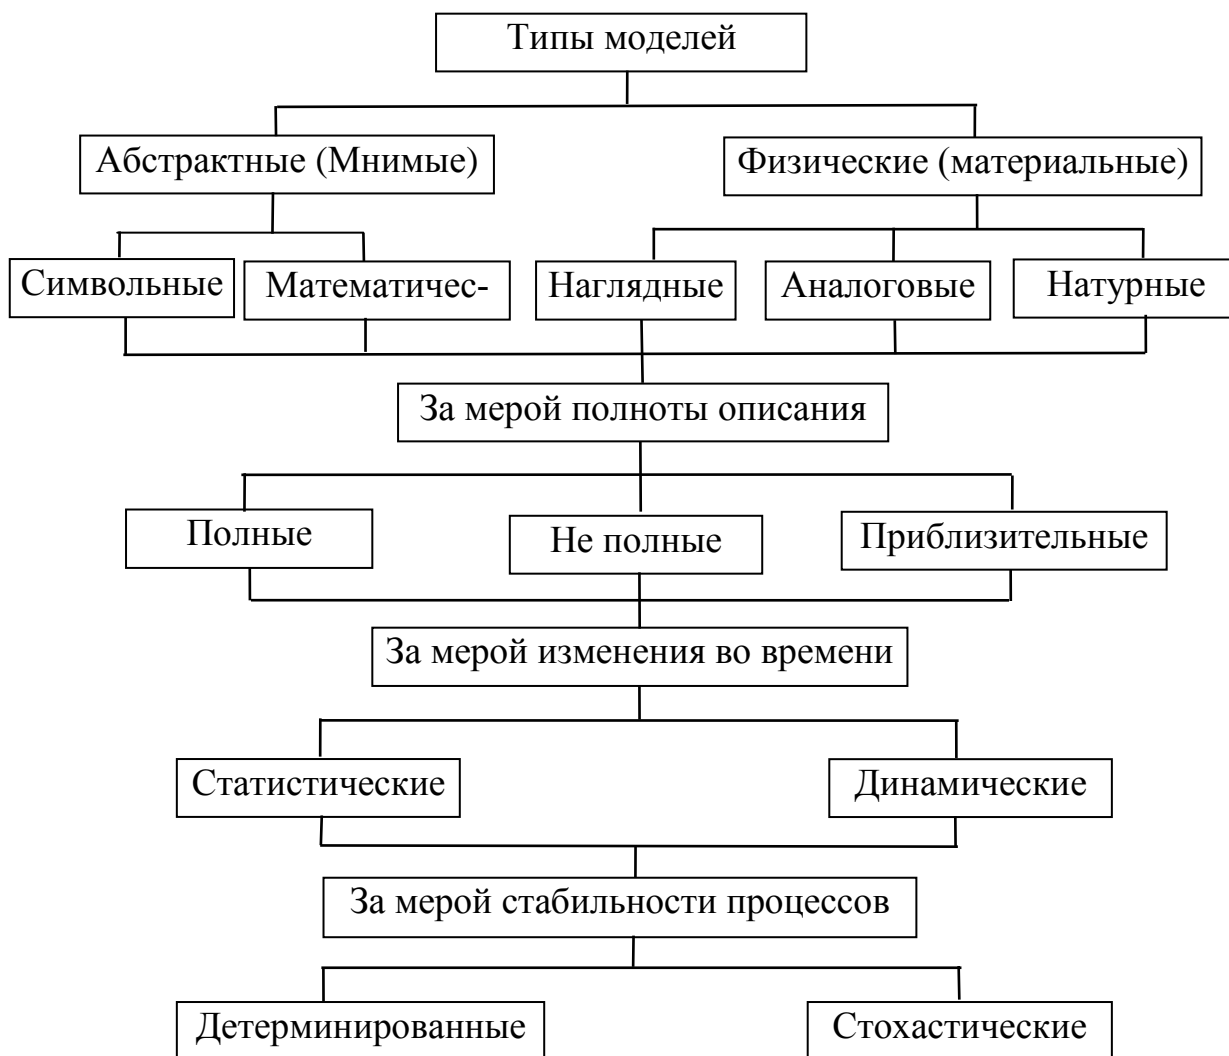 Типы моделей
Абстрактные (Мнимые)
Физические (материальные)
Символьные
Математичес-
Наглядные
Аналоговые
Натурные
За мерой полноты описания
Полные
Не полные
Приблизительные
За мерой изменения во времени
Статистические
Динамические
За мерой стабильности процессов
Детерминированные
Стохастические